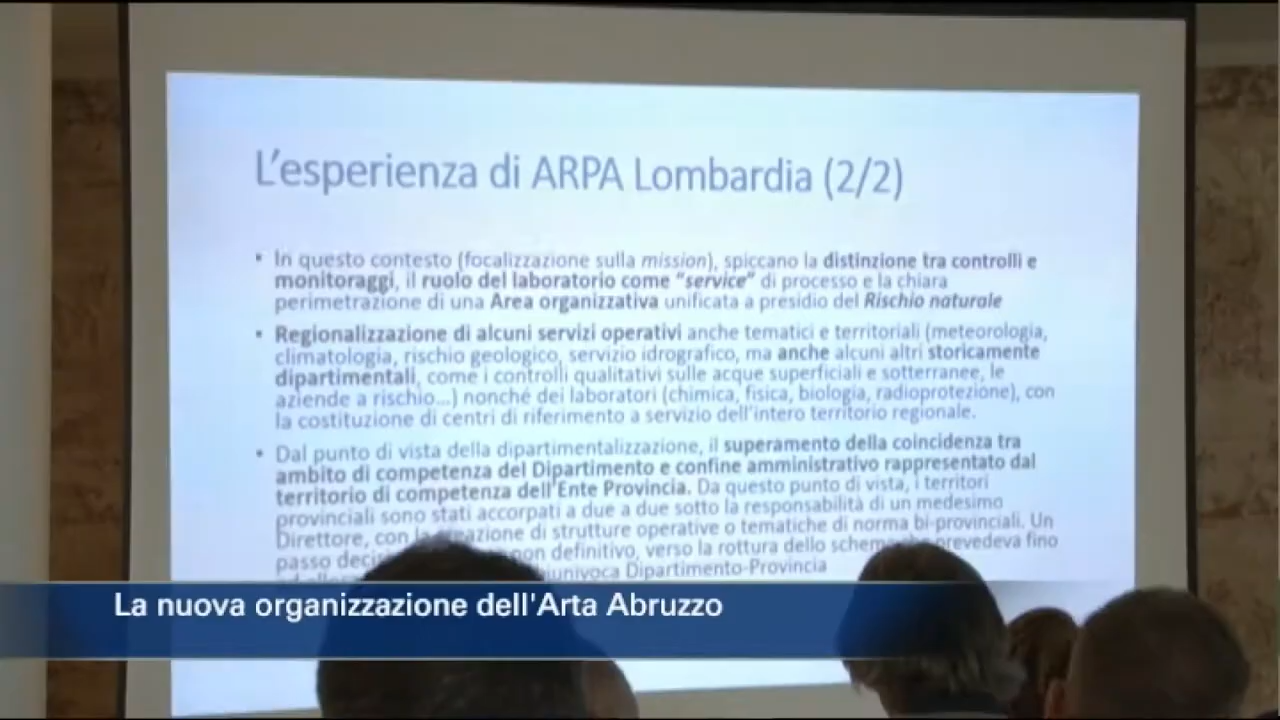 L'esperienza di ARPA Lombardia (2/2)
• In questo contesto (focalizzazione sulla mission), spiccano la distinzione tra controlli e
monitoraggi, il ruolo del laboratorio come "service" di processo e la chiara
perimetrazione di una Area organizzativa unificata a presidio del Rischio naturale
• Regionalizzazione di alcuni servizi operativi anche tematici e territoriali (meteorologia,
climatologia, rischio geologico, servizio idrografico, ma anche alcuni altri storicamente
dipartimentali, come i controlli qualitativi sulle acque superficiali e sotterranee, le
aziende a rischio...) nonché dei laboratori (chimica, fisica, biologia, radioprotezione), con
la costituzione di centri di riferimento a servizio dell'intero territorio regionale.
• Dal punto di vista della dipartimentalizzazione, il superamento della coincidenza tra
ambito di competenza del Dipartimento e confine amministrativo rappresentato dal
territorio di competenza dell'Ente Provincia. Da questo punto di vista, i territori
provinciali sono stati accorpati a due a due sotto la responsabilità di un medesimo
Direttore, con la creazione di strutture operative o tematiche di norma bi-provinciali. Un
passo non definitivo, verso la rottura dello schema che prevedeva fino
Dipartimento-Provincia
La nuova organizzazione dell'Arta Abruzzo